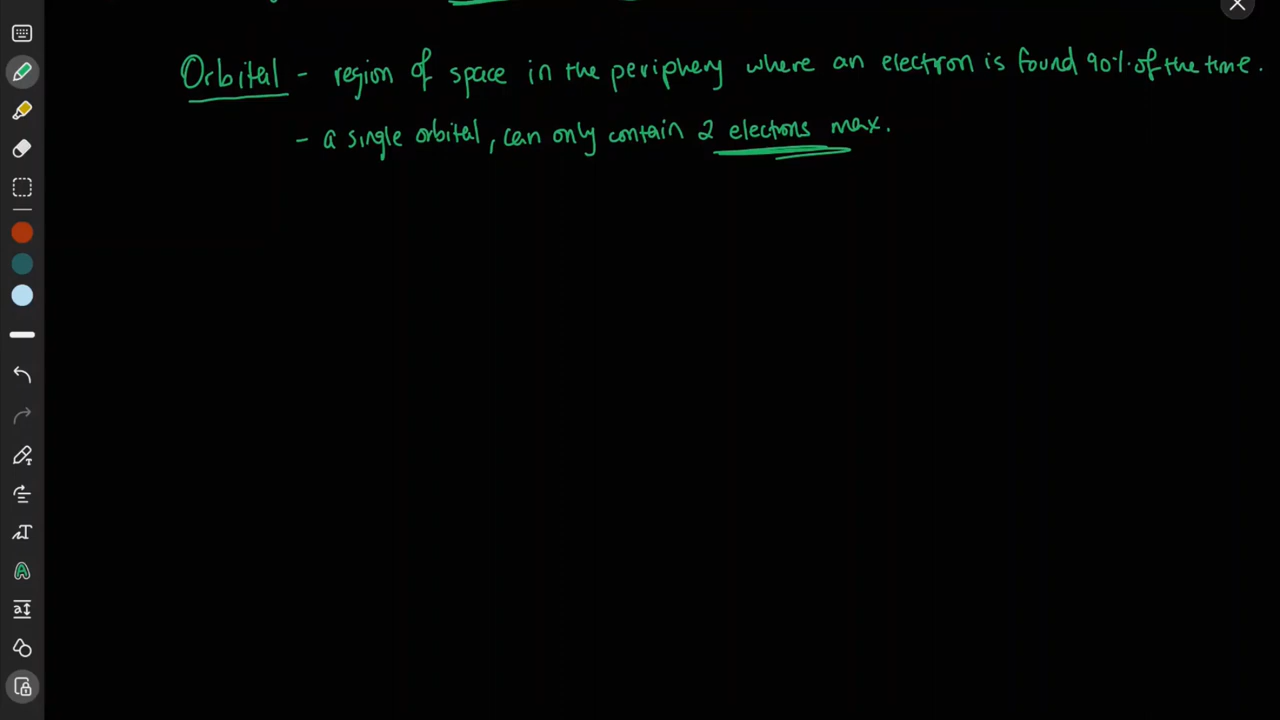 Orbital - region of space in the periphery where an electron is found 90% of the time.
- a single orbital, can only contain 2 electrons max.